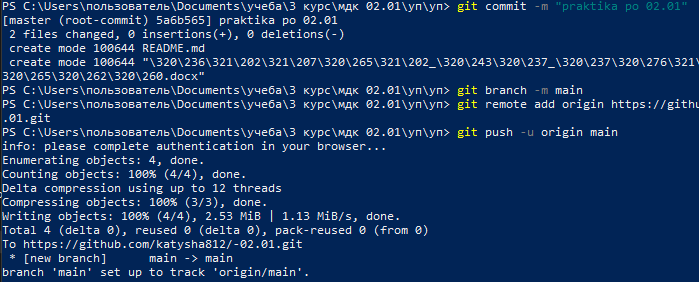 PS C:\Users\пользователь\Documents\учеба\3 курс\мдк 02.01\уп\уп> git commit -m "praktika po 02.01"
[master (root-commit) 5a6b565] praktika po 02.01
 2 files changed, 0 insertions(+), 0 deletions(-)
 create mode 100644 README.md
 create mode 100644 "\320\236\321\202\321\207\320\265\321\202_\320\243\320\237_\320\237\320\276\321\
320\265\320\262\320\260.docx"
PS C:\Users\пользователь\Documents\учеба\3 курс\мдк 02.01\уп\уп> git branch -m main
PS C:\Users\пользователь\Documents\учеба\3 курс\мдк 02.01\уп\уп> git remote add origin https://githu
.01.git
PS C:\Users\пользователь\Documents\учеба\3 курс\мдк 02.01\уп\уп> git push -u origin main
info: please complete authentication in your browser...
Enumerating objects: 4, done.
Counting objects: 100% (4/4), done.
Delta compression using up to 12 threads
Compressing objects: 100% (3/3), done.
Writing objects: 100% (4/4), 2.53 MiB | 1.13 MiB/s, done.
Total 4 (delta 0), reused 0 (delta 0), pack-reused 0 (from 0)
To https://github.com/katysha812/-02.01.git
 * [new branch]      main -> main
branch 'main' set up to track 'origin/main'.